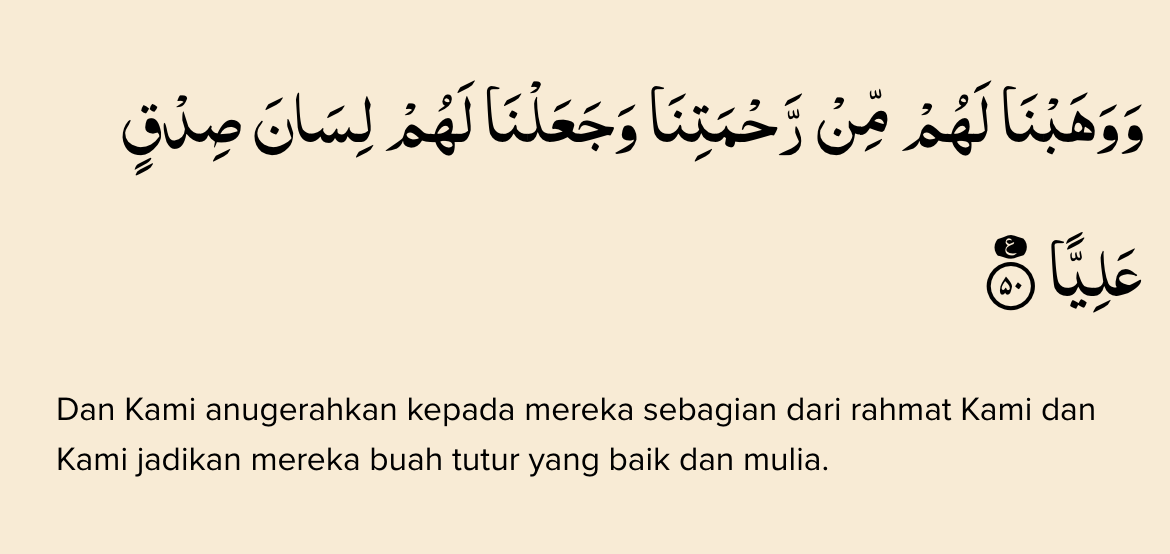 وَوَهَبْنَا لَهُمْ مِّنْ رَّحْمَتِنَا وَجَعَلْنَا لَهُمْ لِسَانَ صِدْقٍ
عَلِيًّا ࣖ ۝٥٠
Dan Kami anugerahkan kepada mereka sebagian dari rahmat Kami dan
Kami jadikan mereka buah tutur yang baik dan mulia.